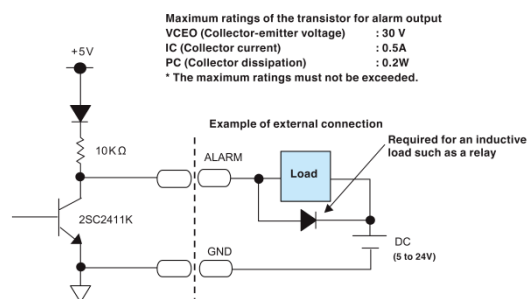 Maximum ratings of the transistor for alarm output
VCEO (Collector-emitter voltage) : 30 V
IC (Collector current) : 0.5A
PC (Collector dissipation) : 0.2W
* The maximum ratings must not be exceeded.
+5V
Example of external connection
Required for an inductive
load such as a relay
10KΩ
ALARM
Load
2SC2411K
GND
DC
(5 to 24V)